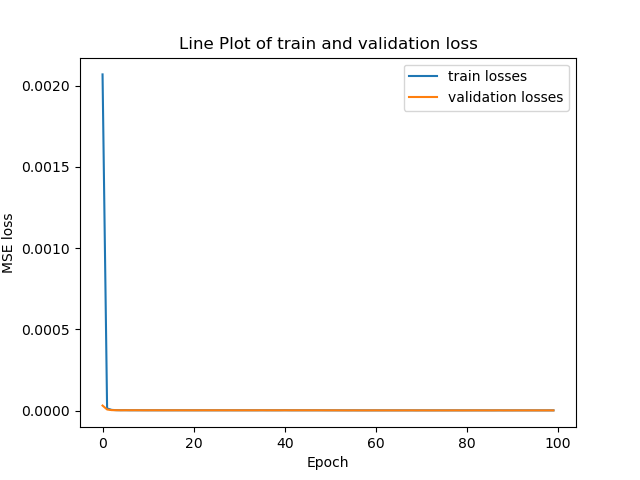 Line Plot of train and validation loss
train losses
validation losses
0.0020
0.0015
0.0010
0.0005
0.0000
MSE loss
0 20 40 60 80 100
Epoch